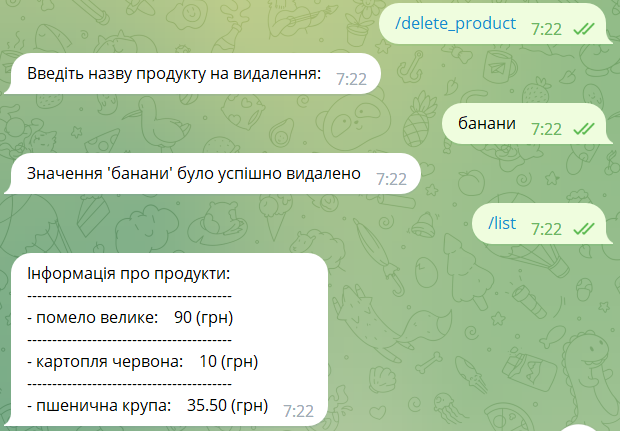 /delete_product 7:22
Введіть назву продукту на видалення: 7:22
банани 7:22
Значення 'банани' було успішно видалено 7:22
/list 7:22
Інформація про продукти:
-----------------------------------------
- помело велике: 90 (грн)
-----------------------------------------
- картопля червона: 10 (грн)
-----------------------------------------
- пшенична крупа: 35.50 (грн) 7:22